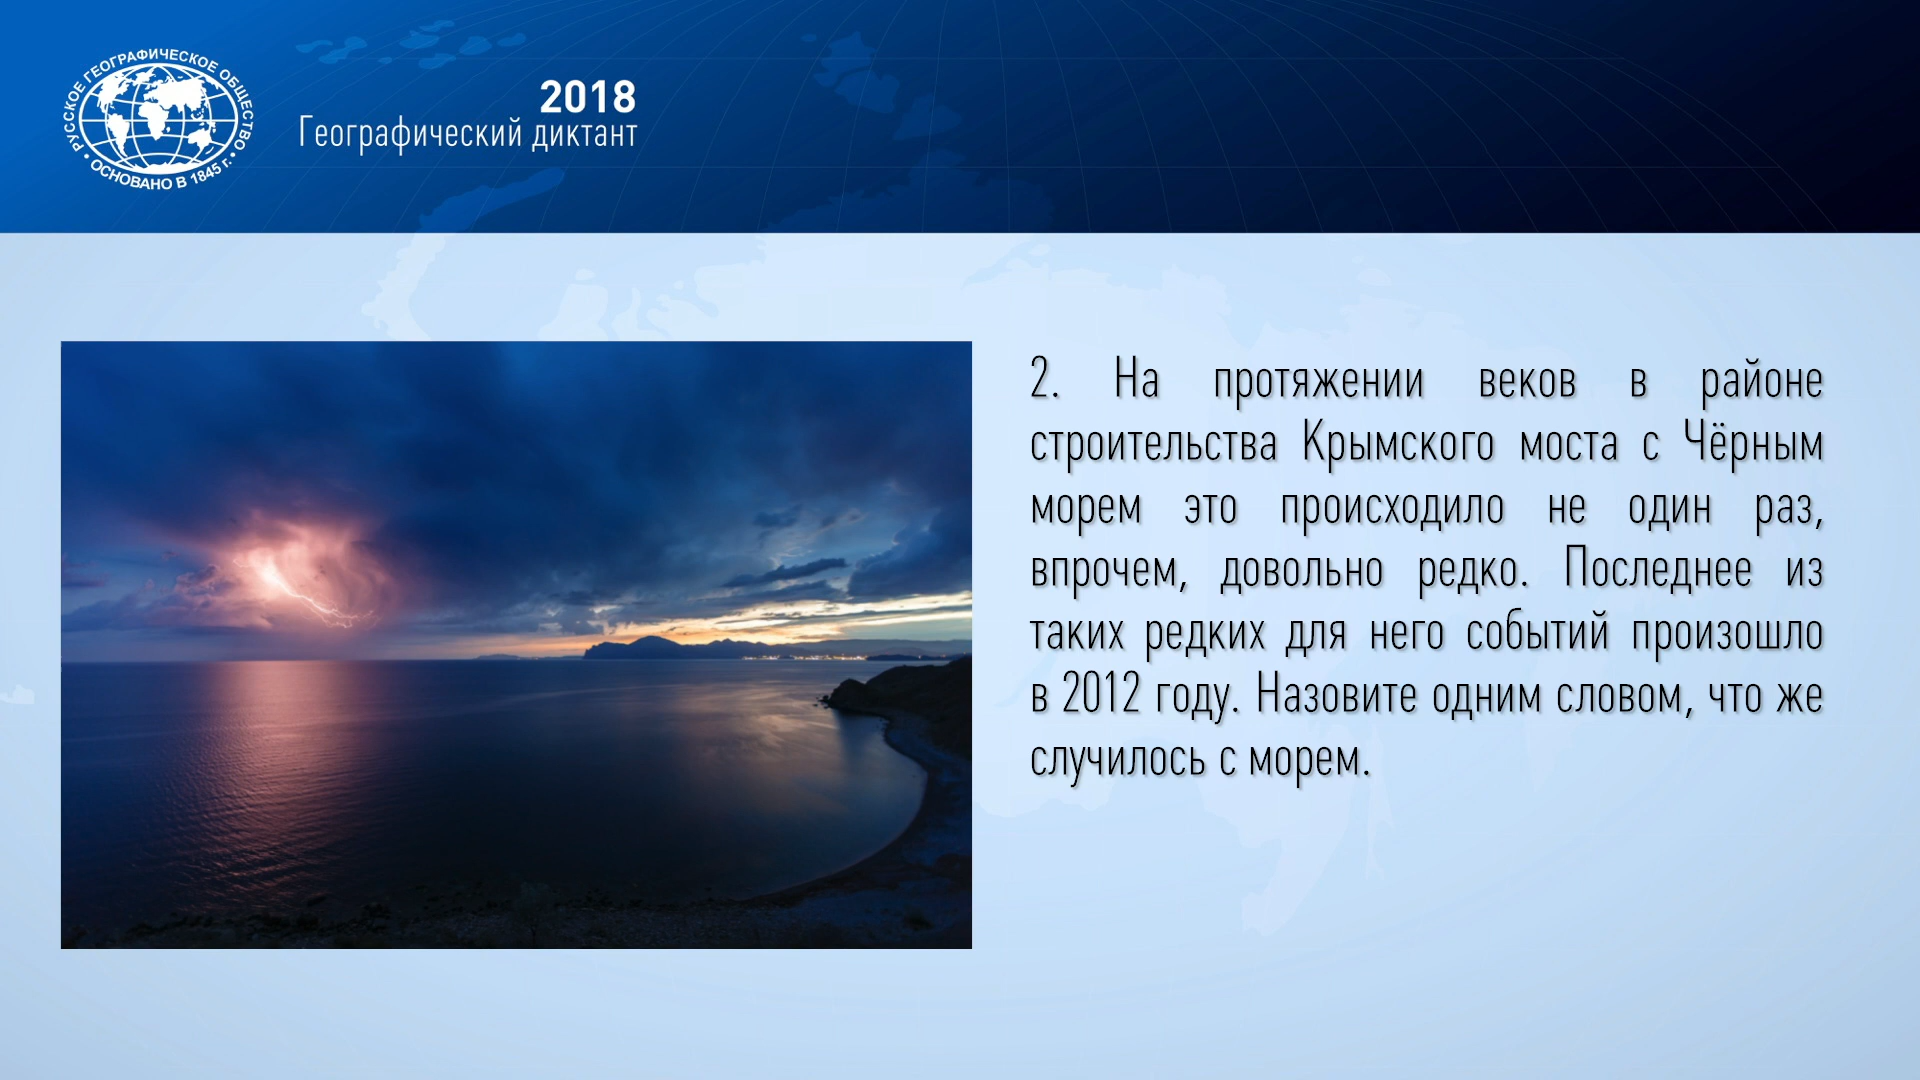 РУССКОЕ ГЕОГРАФИЧЕСКОЕ ОБЩЕСТВО
• ОСНОВАНО В 1845 г. •
2018
Географический диктант
2. На протяжении веков в районе
строительства Крымского моста с Чёрным
морем это происходило не один раз,
впрочем, довольно редко. Последнее из
таких редких для него событий произошло
в 2012 году. Назовите одним словом, что же
случилось с морем.